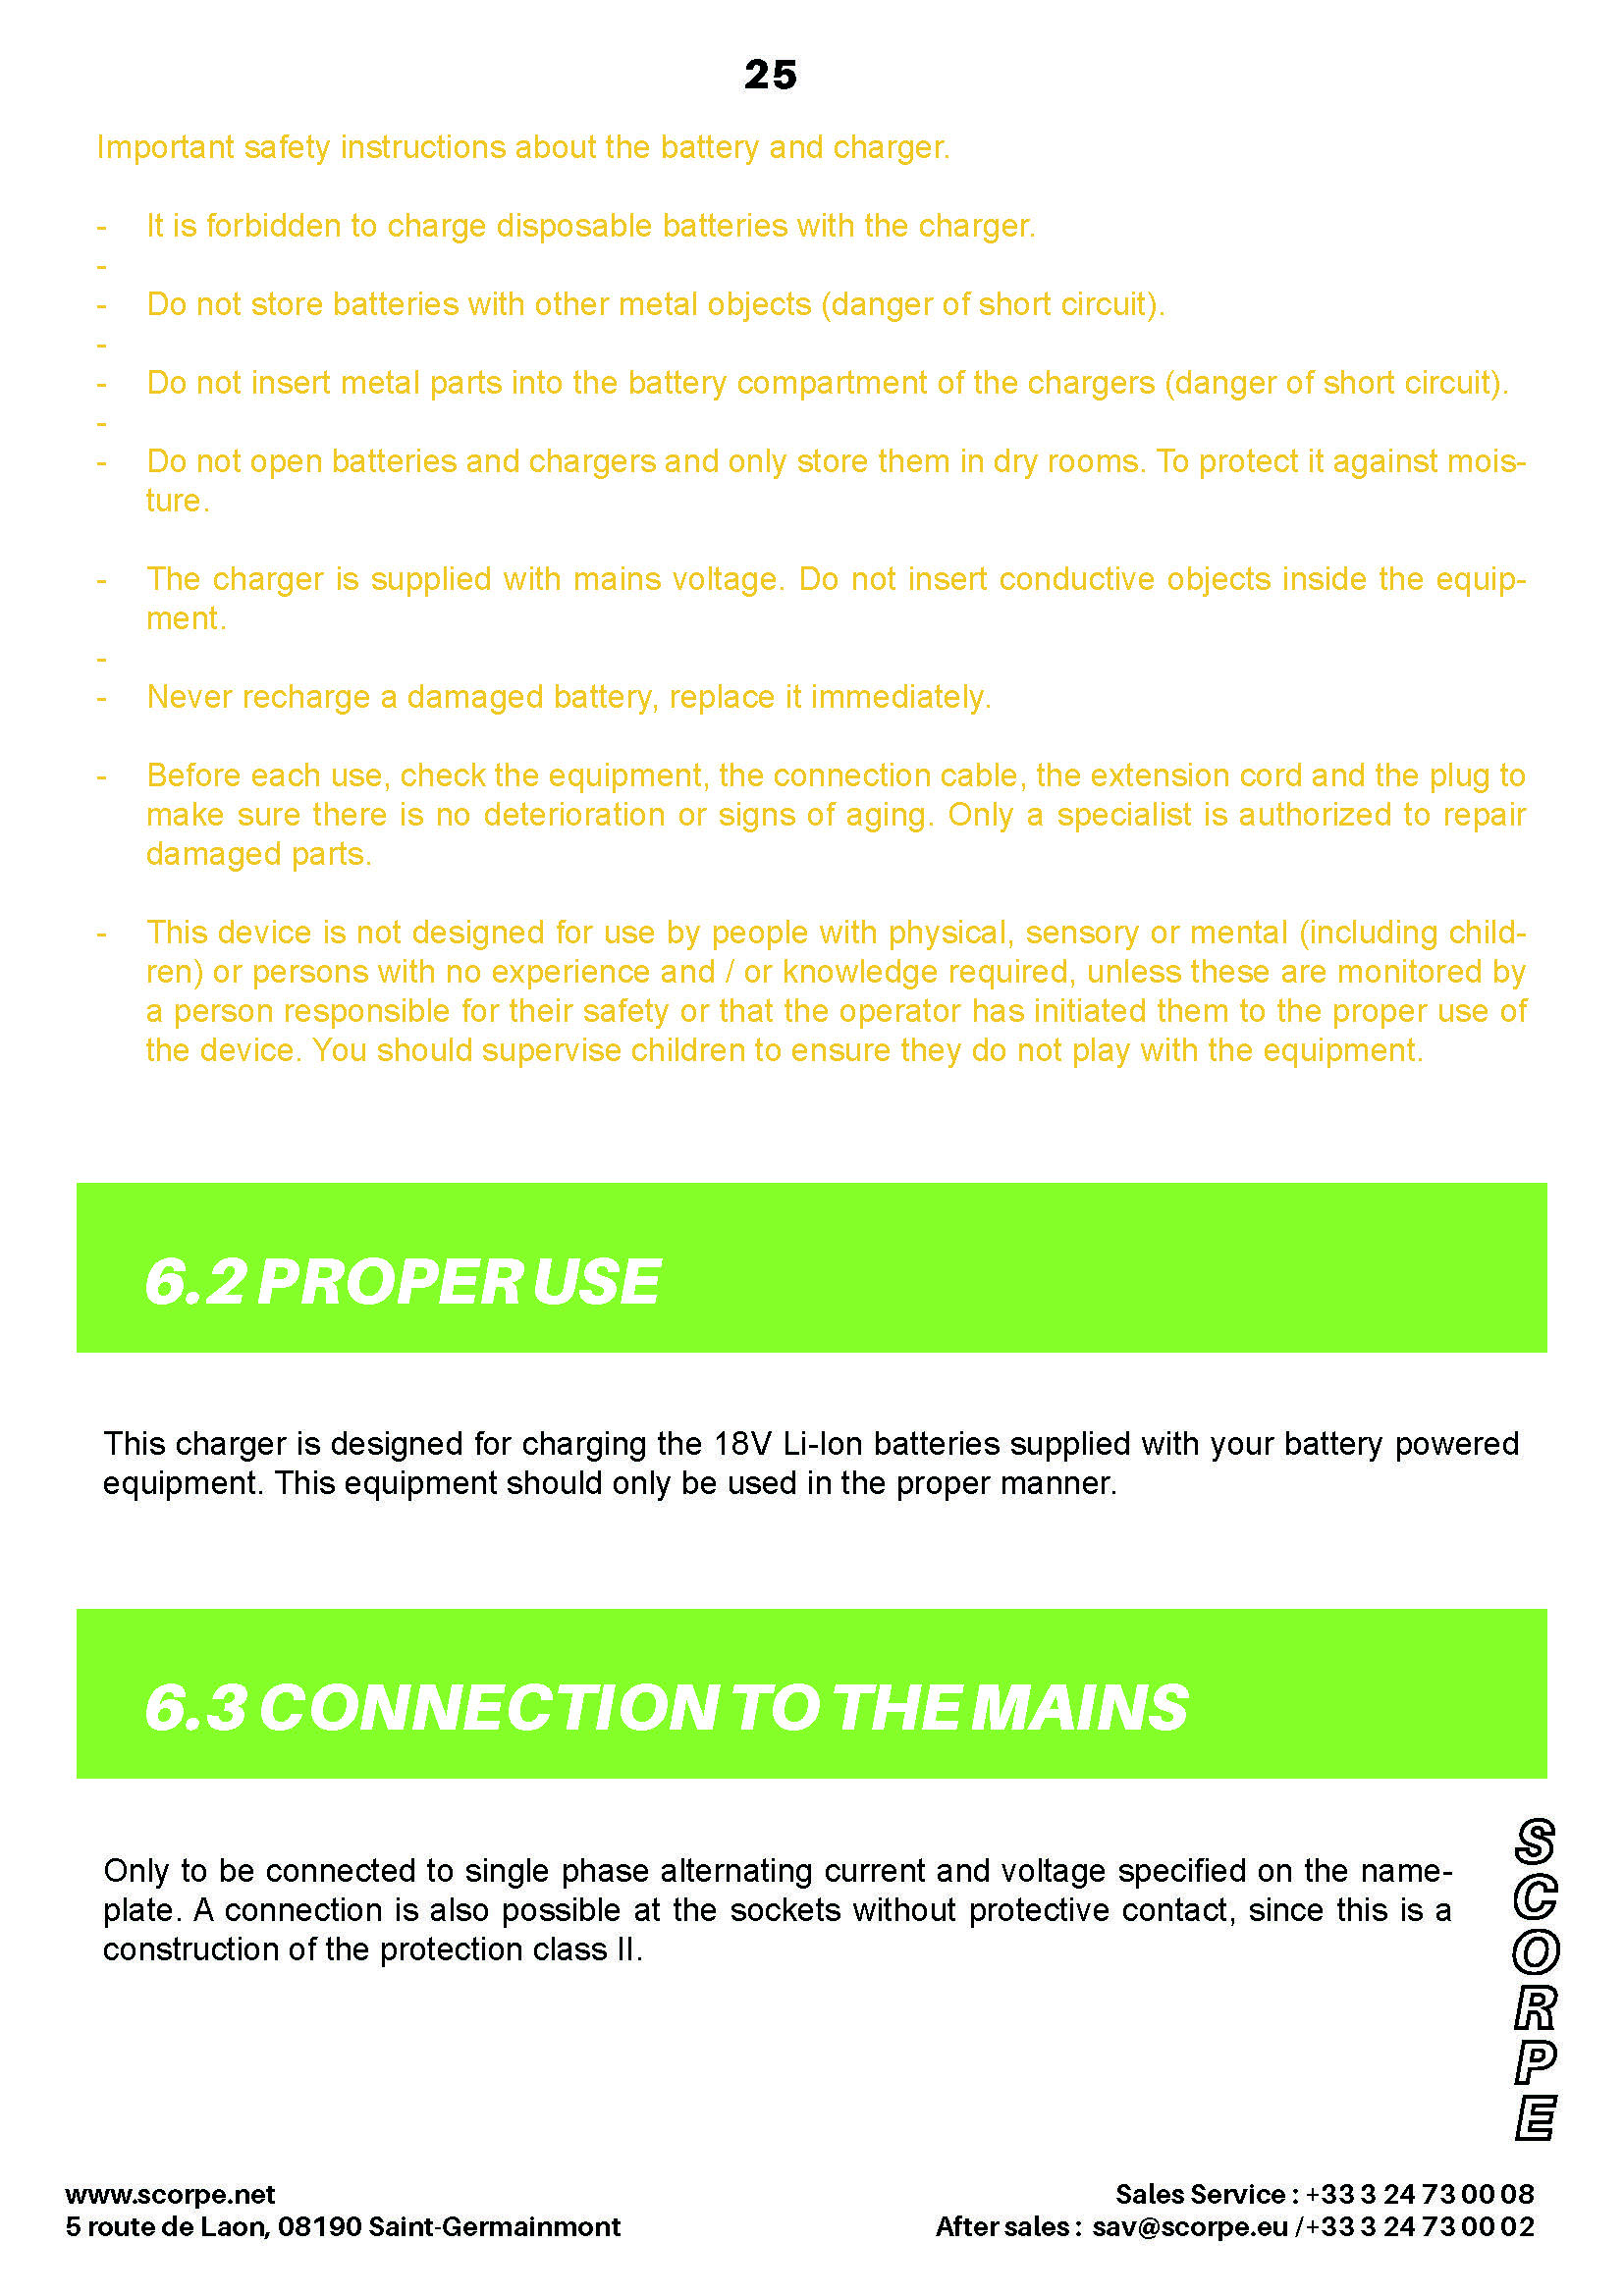 25
Important safety instructions about the battery and charger.
- It is forbidden to charge disposable batteries with the charger.
-
- Do not store batteries with other metal objects (danger of short circuit).
-
- Do not insert metal parts into the battery compartment of the chargers (danger of short circuit).
-
- Do not open batteries and chargers and only store them in dry rooms. To protect it against mois-
ture.
- The charger is supplied with mains voltage. Do not insert conductive objects inside the equip-
ment.
-
- Never recharge a damaged battery, replace it immediately.
- Before each use, check the equipment, the connection cable, the extension cord and the plug to
make sure there is no deterioration or signs of aging. Only a specialist is authorized to repair
damaged parts.
- This device is not designed for use by people with physical, sensory or mental (including child-
ren) or persons with no experience and / or knowledge required, unless these are monitored by
a person responsible for their safety or that the operator has initiated them to the proper use of
the device. You should supervise children to ensure they do not play with the equipment.
6.2 PROPER USE
This charger is designed for charging the 18V Li-Ion batteries supplied with your battery powered
equipment. This equipment should only be used in the proper manner.
6.3 CONNECTION TO THE MAINS
Only to be connected to single phase alternating current and voltage specified on the name-
plate. A connection is also possible at the sockets without protective contact, since this is a
construction of the protection class II.
SCORPE
www.scorpe.net
5 route de Laon, 08190 Saint-Germainmont
Sales Service : +33 3 24 73 00 08
After sales : sav@scorpe.eu /+33 3 24 73 00 02